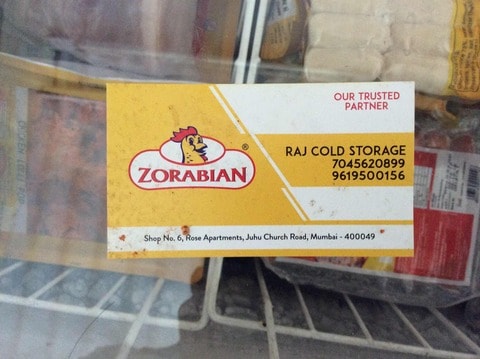 OUR TRUSTED
PARTNER
ZORABIAN®
RAJ COLD STORAGE
7045620899
9619500156
Shop No. 6, Rose Apartments, Juhu Church Road, Mumbai - 400049